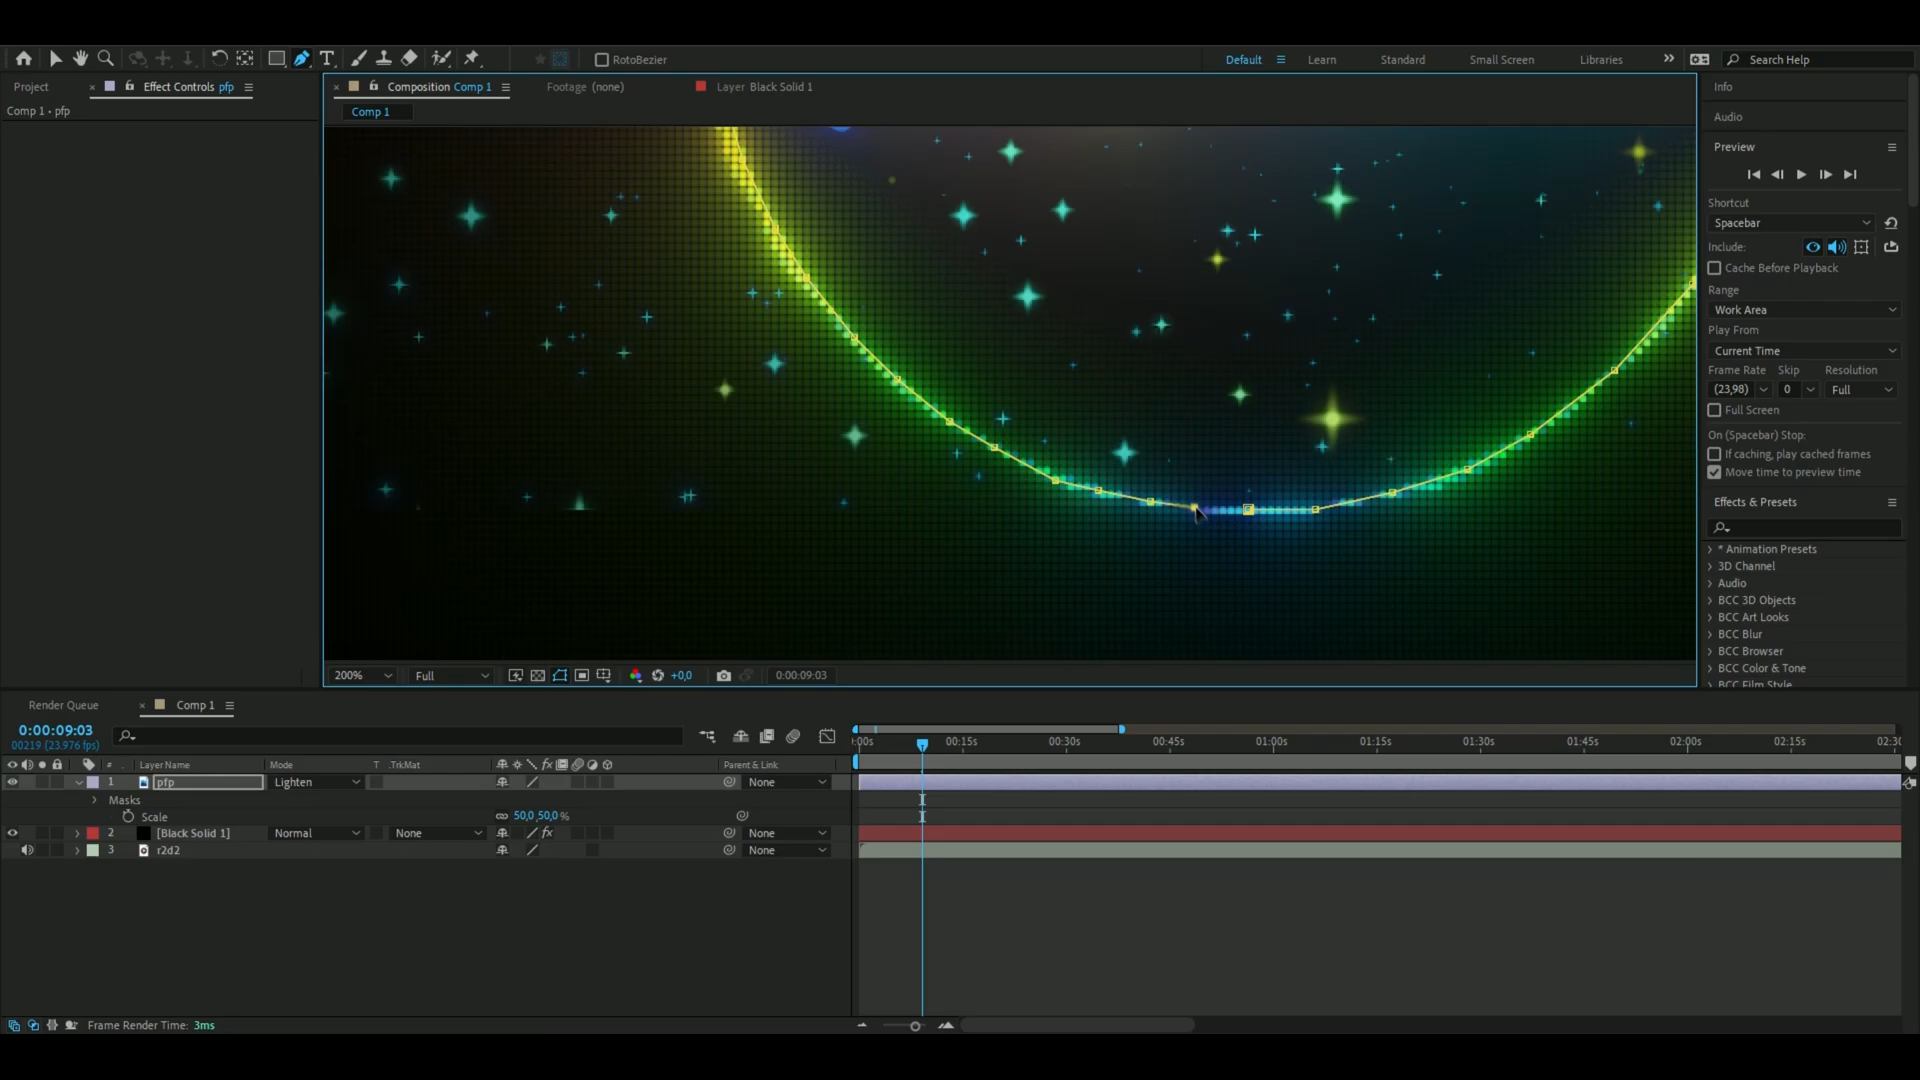 RotoBezier
Default
Learn
Standard
Small Screen
Libraries
Search Help
Project
Effect Controls pfp
Composition Comp 1
Footage (none)
Layer Black Solid 1
Info
Comp 1 • pfp
Comp 1
Audio
Preview
Shortcut
Spacebar
Include:
Cache Before Playback
Range
Work Area
Play From
Current Time
Frame Rate Skip Resolution
(23,98) 0 Full
Full Screen
On (Spacebar) Stop:
If caching, play cached frames
Move time to preview time
Effects & Presets
* Animation Presets
3D Channel
Audio
BCC 3D Objects
BCC Art Looks
BCC Blur
BCC Browser
BCC Color & Tone
BCC Film Style
200% Full +0,0 0:00:09:03
Render Queue
Comp 1
0:00:09:03
00219 (23.976 fps)
:00s 00:15s 00:30s 00:45s 01:00s 01:15s 01:30s 01:45s 02:00s 02:15s 02:30
# Layer Name Mode T .TrkMat Parent & Link
1 pfp Lighten None
Masks
Scale 50,0,50,0 %
2 [Black Solid 1] Normal None None
3 r2d2 None
Frame Render Time: 3ms